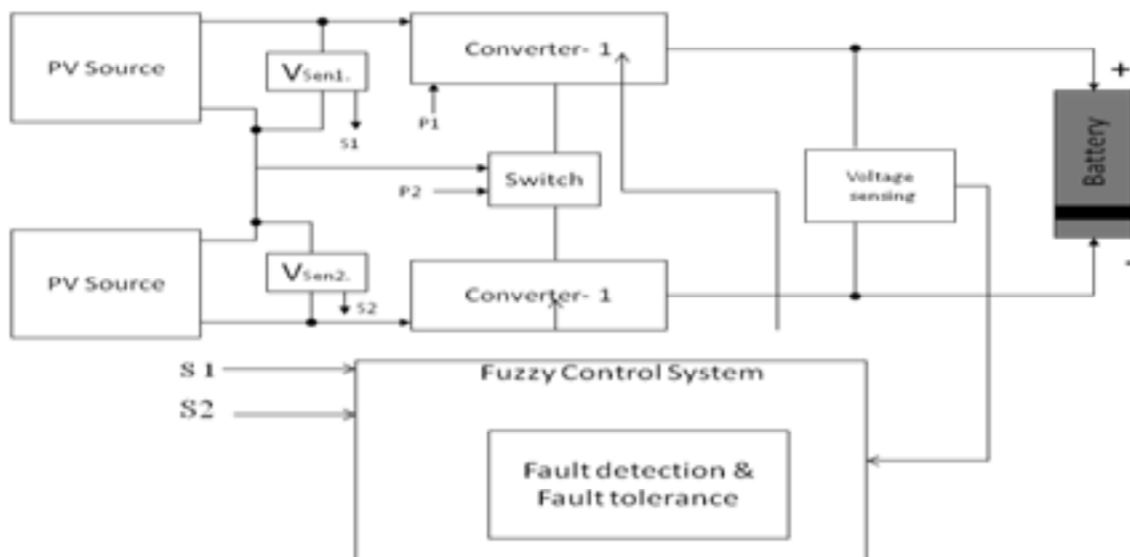 PV Source
VSen1.
Converter- 1
+
S1
P1
Switch
P2
Voltage
sensing
Battery
-
PV Source
VSen2.
S2
Converter- 1
S 1
S2
Fuzzy Control System
Fault detection &
Fault tolerance